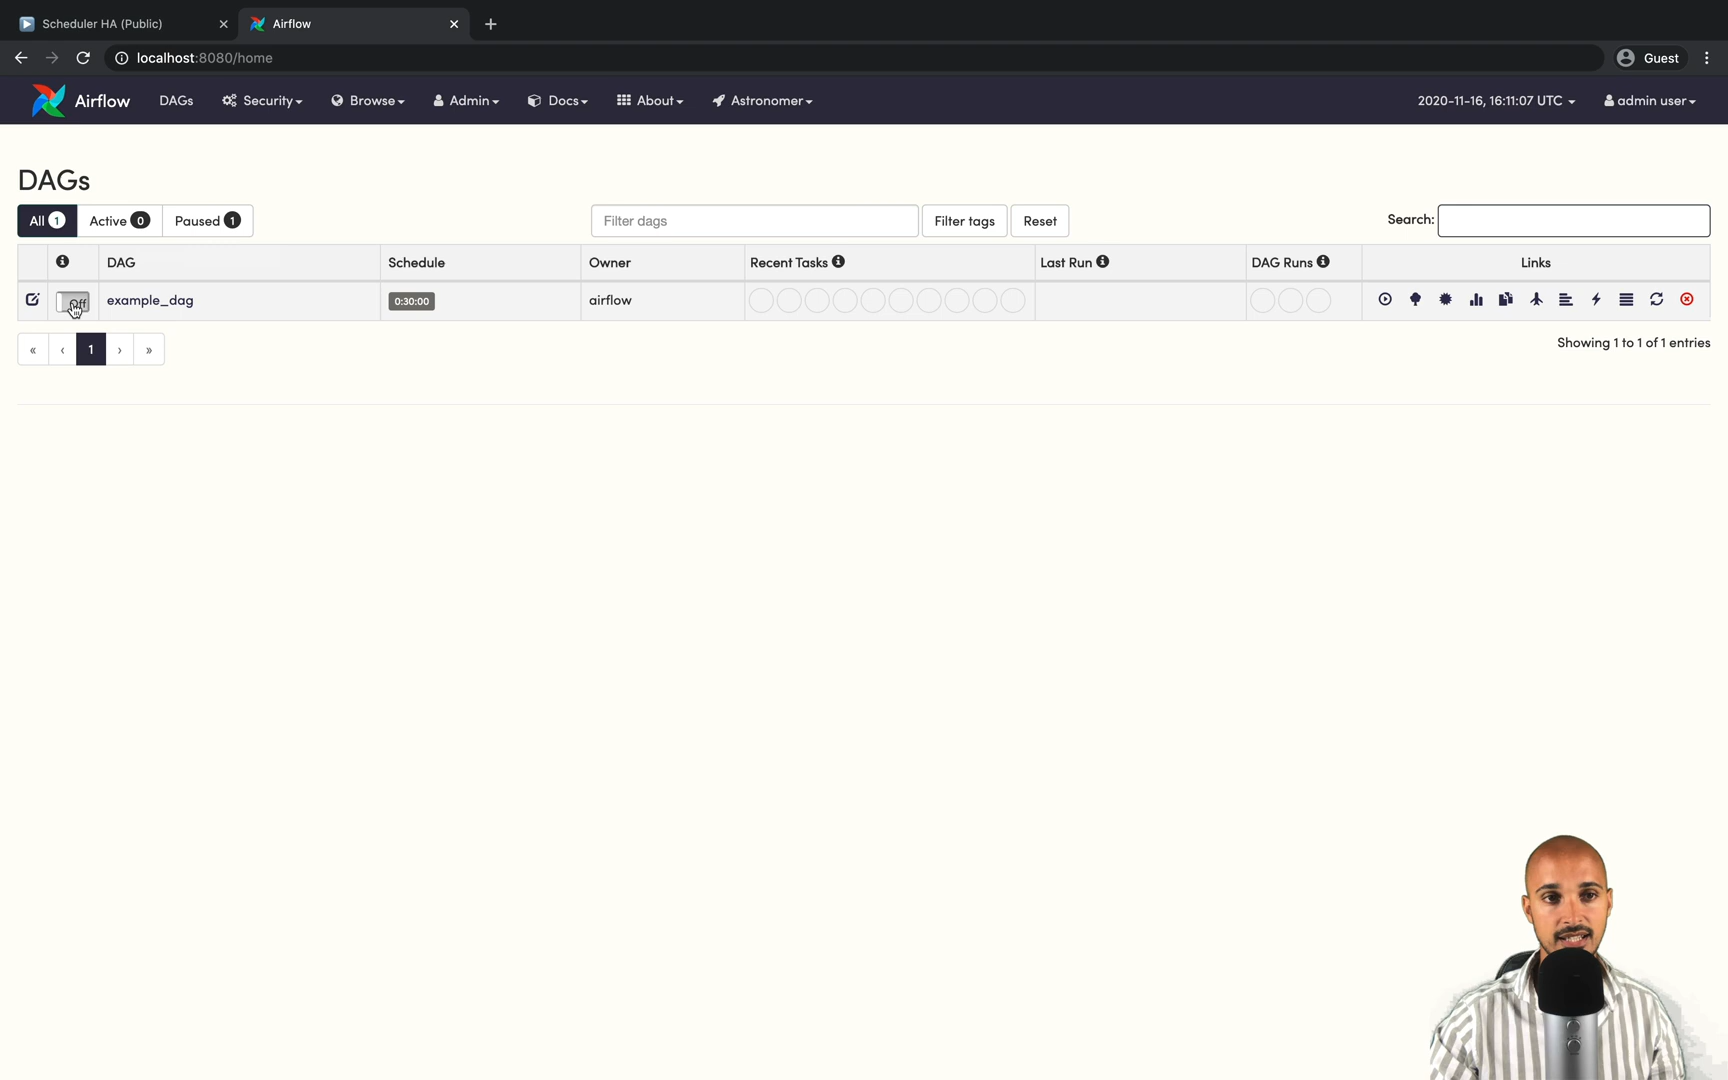 Scheduler HA (Public)
Airflow
localhost:8080/home
Guest
Airflow DAGs Security Browse Admin Docs About Astronomer 2020-11-16, 16:11:07 UTC admin user
DAGs
All 1 Active 0 Paused 1 Filter dags Filter tags Reset Search:
DAG Schedule Owner Recent Tasks Last Run DAG Runs Links
Off example_dag 0:30:00 airflow
« ‹ 1 › » Showing 1 to 1 of 1 entries